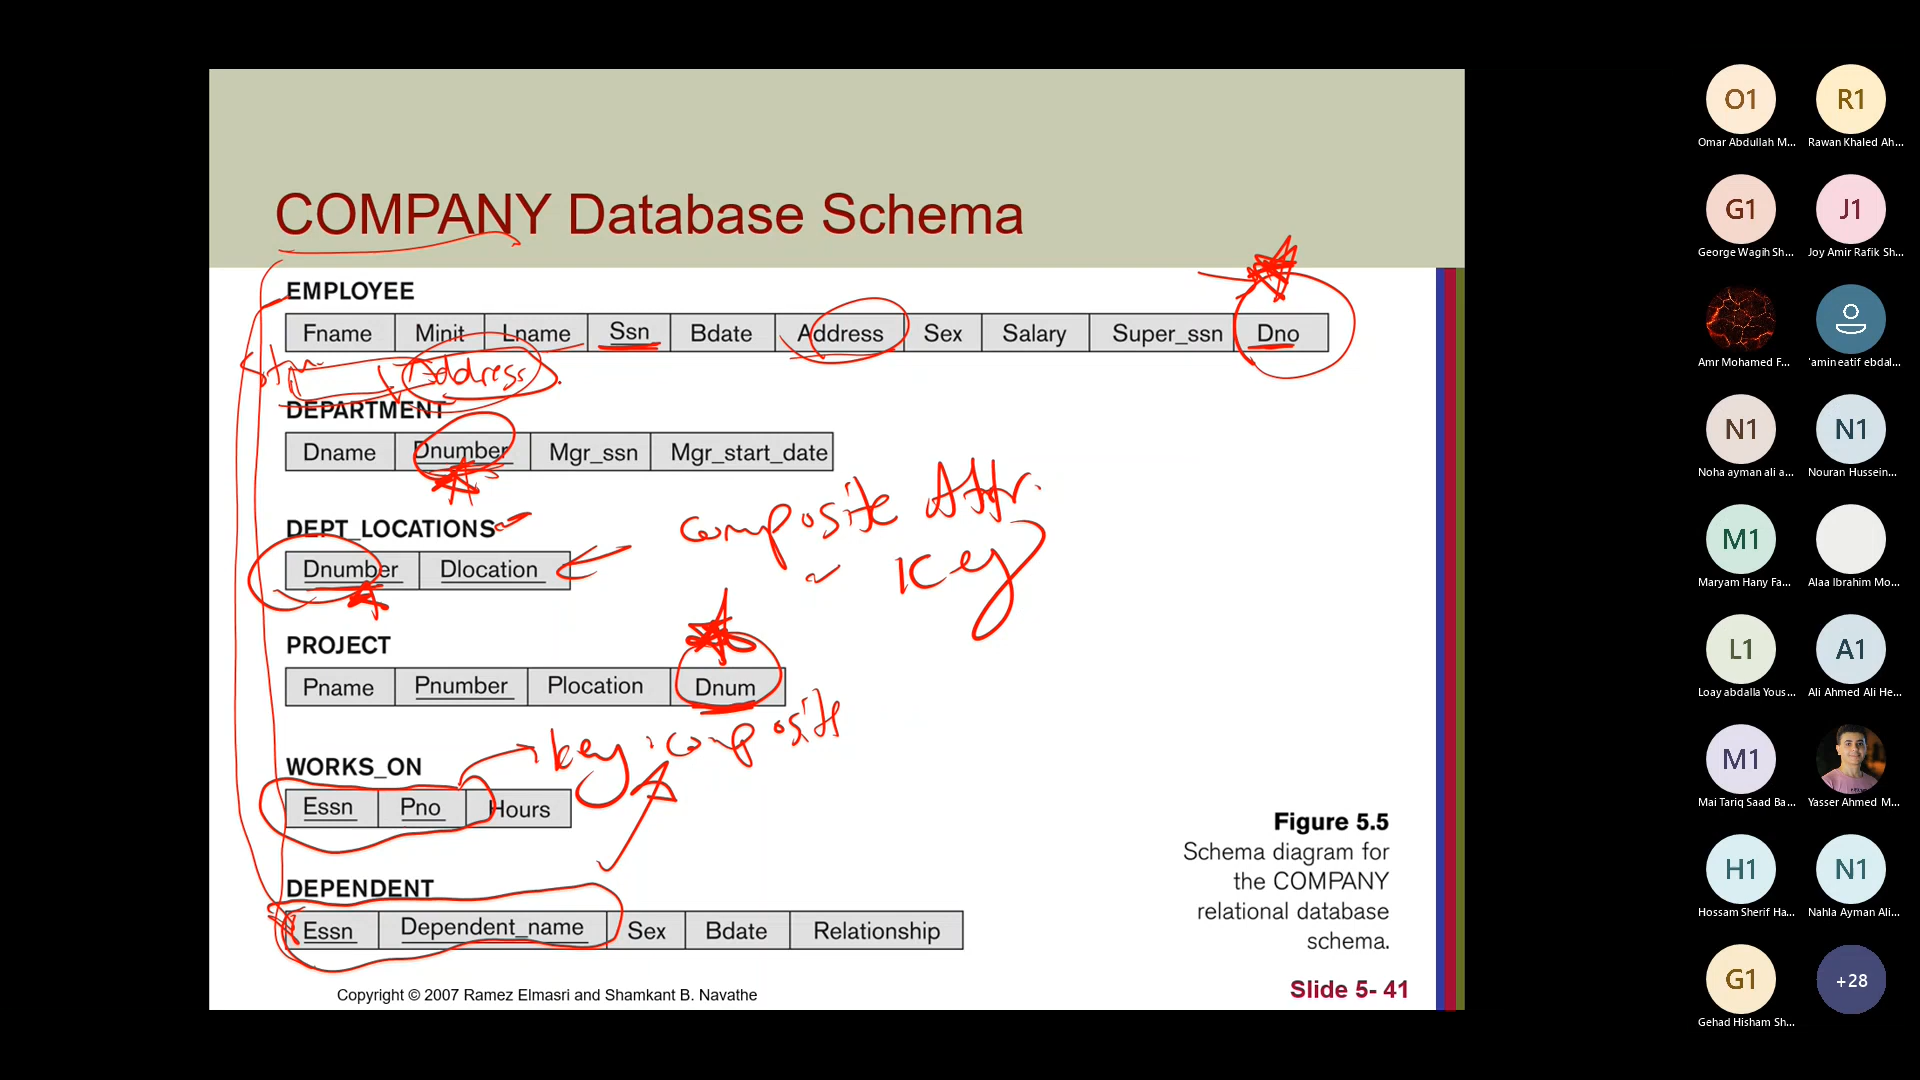 COMPANY Database Schema
EMPLOYEE
Fname Minit Lname Ssn Bdate Address Sex Salary Super_ssn Dno
Address
DEPARTMENT
Dname Dnumber Mgr_ssn Mgr_start_date
composite Attr.
DEPT_LOCATIONS
Key
Dnumber Dlocation
PROJECT
Pname Pnumber Plocation Dnum
key composit
WORKS_ON
Essn Pno Hours
DEPENDENT
Essn Dependent_name Sex Bdate Relationship
Figure 5.5
Schema diagram for
the COMPANY
relational database
schema.
Copyright © 2007 Ramez Elmasri and Shamkant B. Navathe
Slide 5- 41
O1 R1
Omar Abdullah M... Rawan Khaled Ah...
G1 J1
George Wagih Sh... Joy Amir Rafik Sh...
Amr Mohamed F... 'amineatif ebdal...
N1 N1
Noha ayman ali a... Nouran Hussein...
M1
Maryam Hany Fa... Alaa Ibrahim Mo...
L1 A1
Loay abdalla Yous... Ali Ahmed Ali He...
M1
Mai Tariq Saad Ba... Yasser Ahmed M...
H1 N1
Hossam Sherif Ha... Nahla Ayman Ali...
G1 +28
Gehad Hisham Sh...